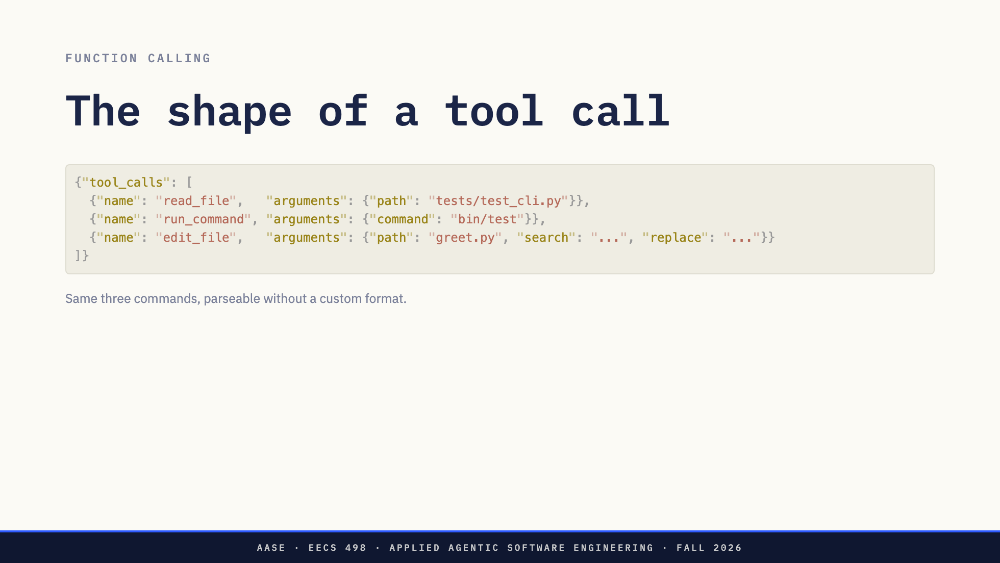 FUNCTION CALLING
The shape of a tool call
{"tool_calls": [
  {"name": "read_file",   "arguments": {"path": "tests/test_cli.py"}},
  {"name": "run_command", "arguments": {"command": "bin/test"}},
  {"name": "edit_file",   "arguments": {"path": "greet.py", "search": "...", "replace": "..."}}
]}
Same three commands, parseable without a custom format.
AASE · EECS 498 · APPLIED AGENTIC SOFTWARE ENGINEERING · FALL 2026